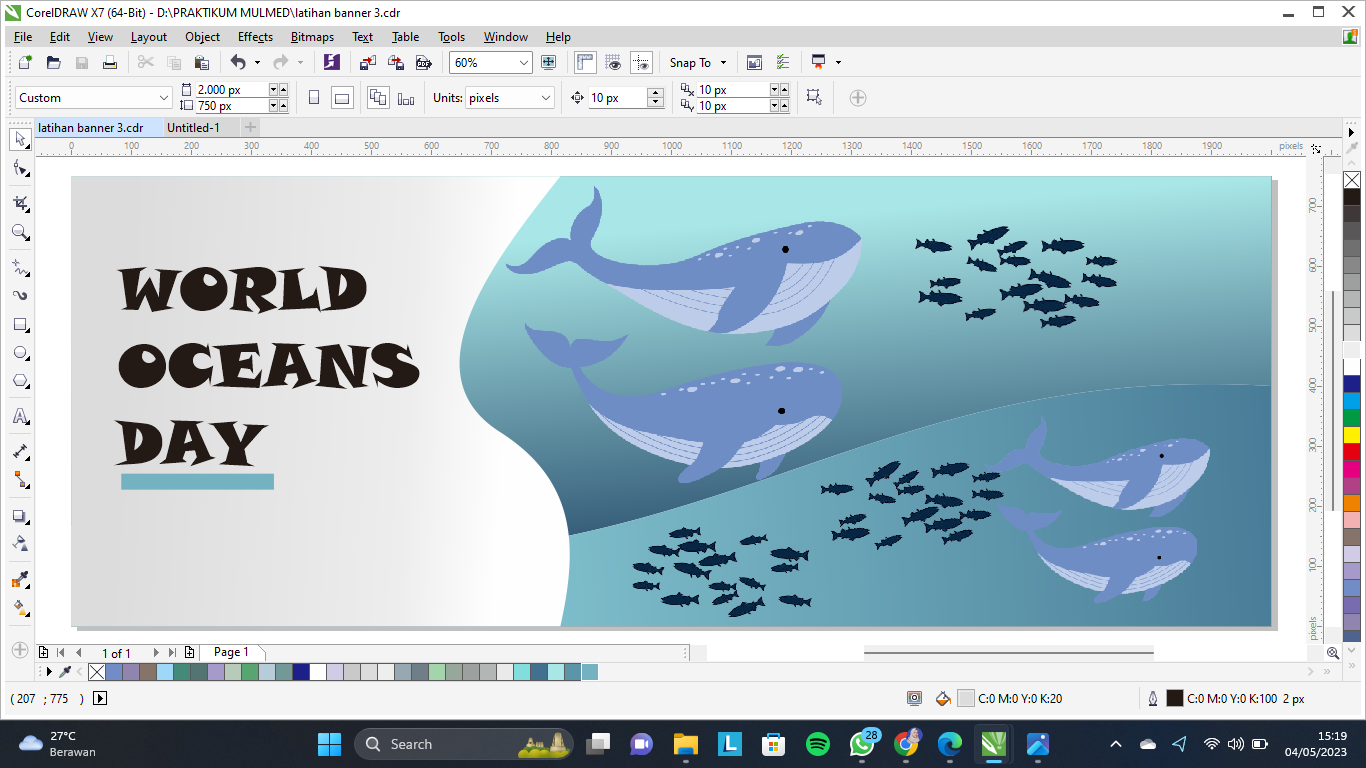 CorelDRAW X7 (64-Bit) - D:\PRAKTIKUM MULMED\latihan banner 3.cdr
File Edit View Layout Object Effects Bitmaps Text Table Tools Window Help
60% Snap To
Custom 2.000 px 750 px Units: pixels 10 px 10 px 10 px
latihan banner 3.cdr Untitled-1
0 100 200 300 400 500 600 700 800 900 1000 1100 1200 1300 1400 1500 1600 1700 1800 1900 pixels
700
600
500
400
300
200
100
pixels
WORLD
OCEANS
DAY
1 of 1 Page 1
( 207 ; 775 ) C:0 M:0 Y:0 K:20 C:0 M:0 Y:0 K:100 2 px
27°C
Berawan
Search
28
15:19
04/05/2023